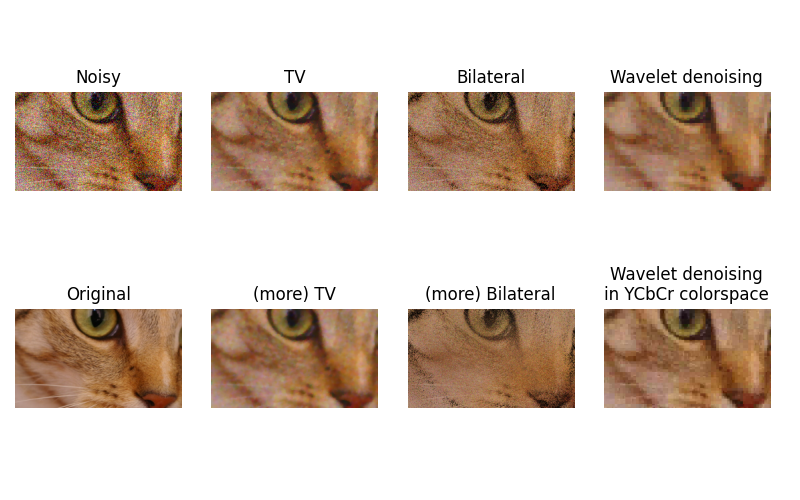 Noisy
TV
Bilateral
Wavelet denoising
Original
(more) TV
(more) Bilateral
Wavelet denoising
in YCbCr colorspace